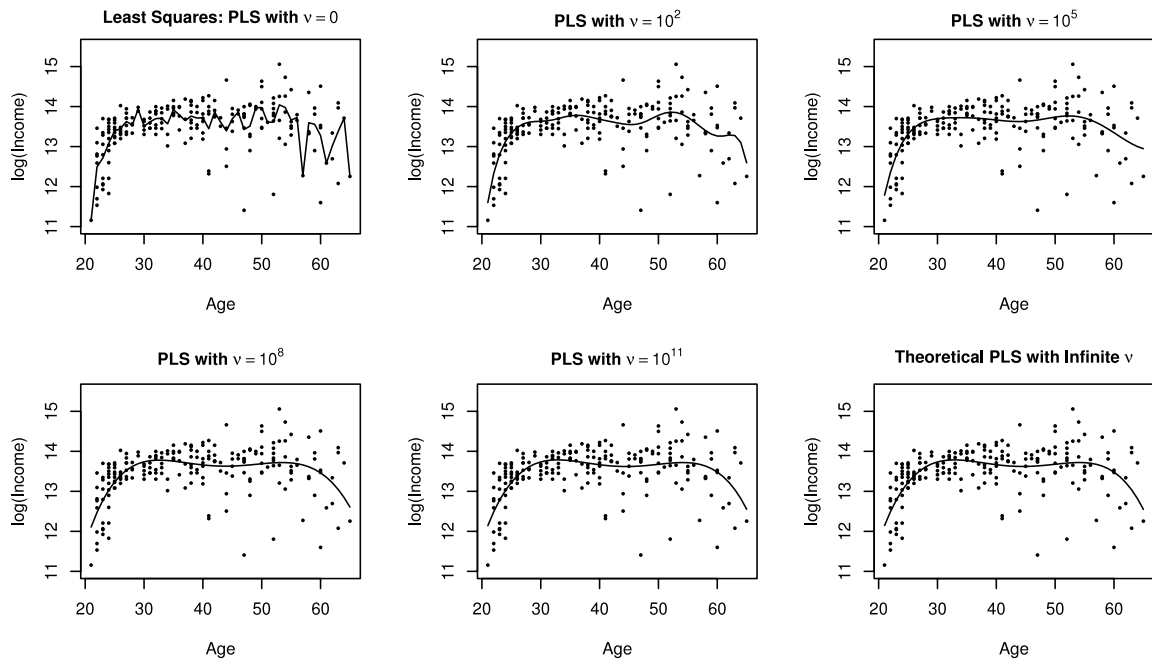 Least Squares: PLS with ν = 0
PLS with ν = 10²
PLS with ν = 10⁵
log(Income)
11 12 13 14 15
20 30 40 50 60
Age
log(Income)
11 12 13 14 15
20 30 40 50 60
Age
log(Income)
11 12 13 14 15
20 30 40 50 60
Age
PLS with ν = 10⁸
PLS with ν = 10¹¹
Theoretical PLS with Infinite ν
log(Income)
11 12 13 14 15
20 30 40 50 60
Age
log(Income)
11 12 13 14 15
20 30 40 50 60
Age
log(Income)
11 12 13 14 15
20 30 40 50 60
Age